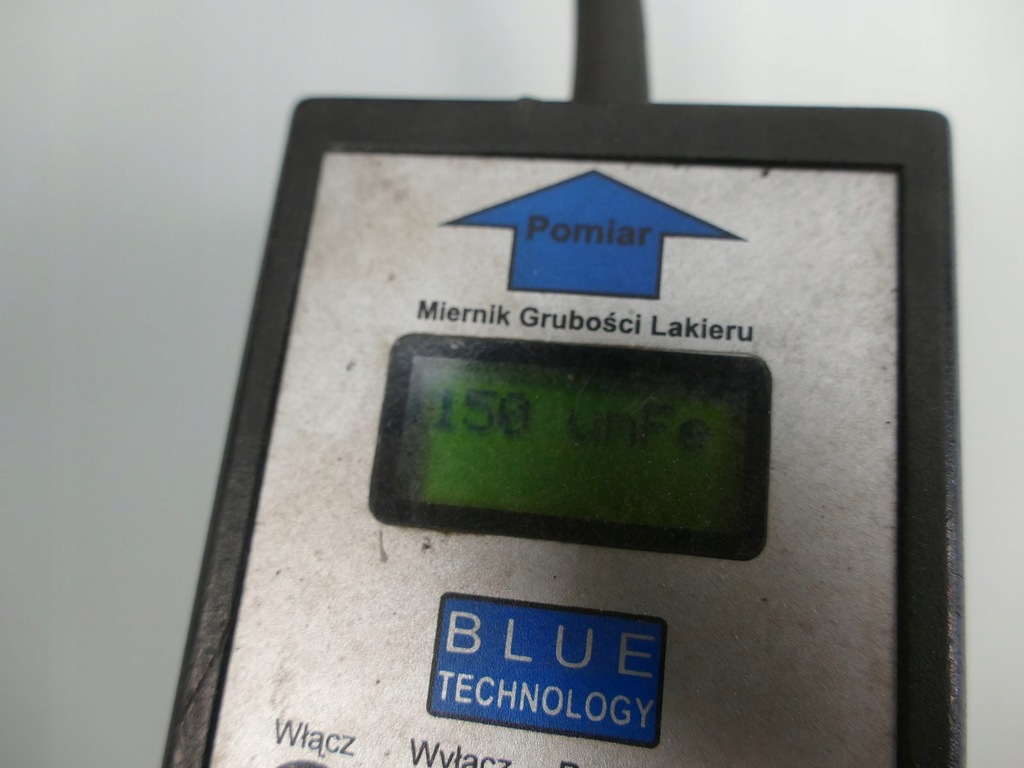 Pomiar
Miernik Grubości Lakieru
150 umFe
BLUE
TECHNOLOGY
Włącz Wyłącz